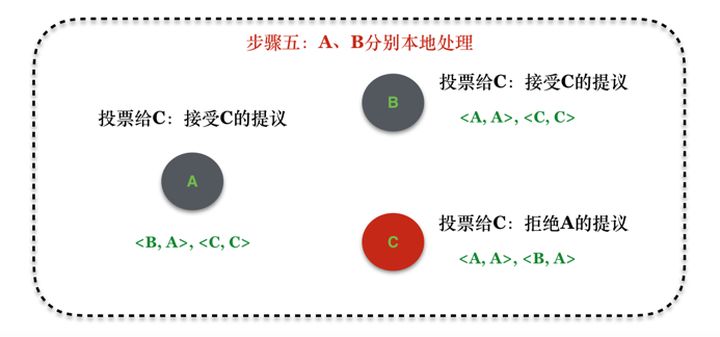 步骤五：A、B分别本地处理
投票给C：接受C的提议
A
<B, A>, <C, C>
B
投票给C：接受C的提议
<A, A>, <C, C>
C
投票给C：拒绝A的提议
<A, A>, <B, A>